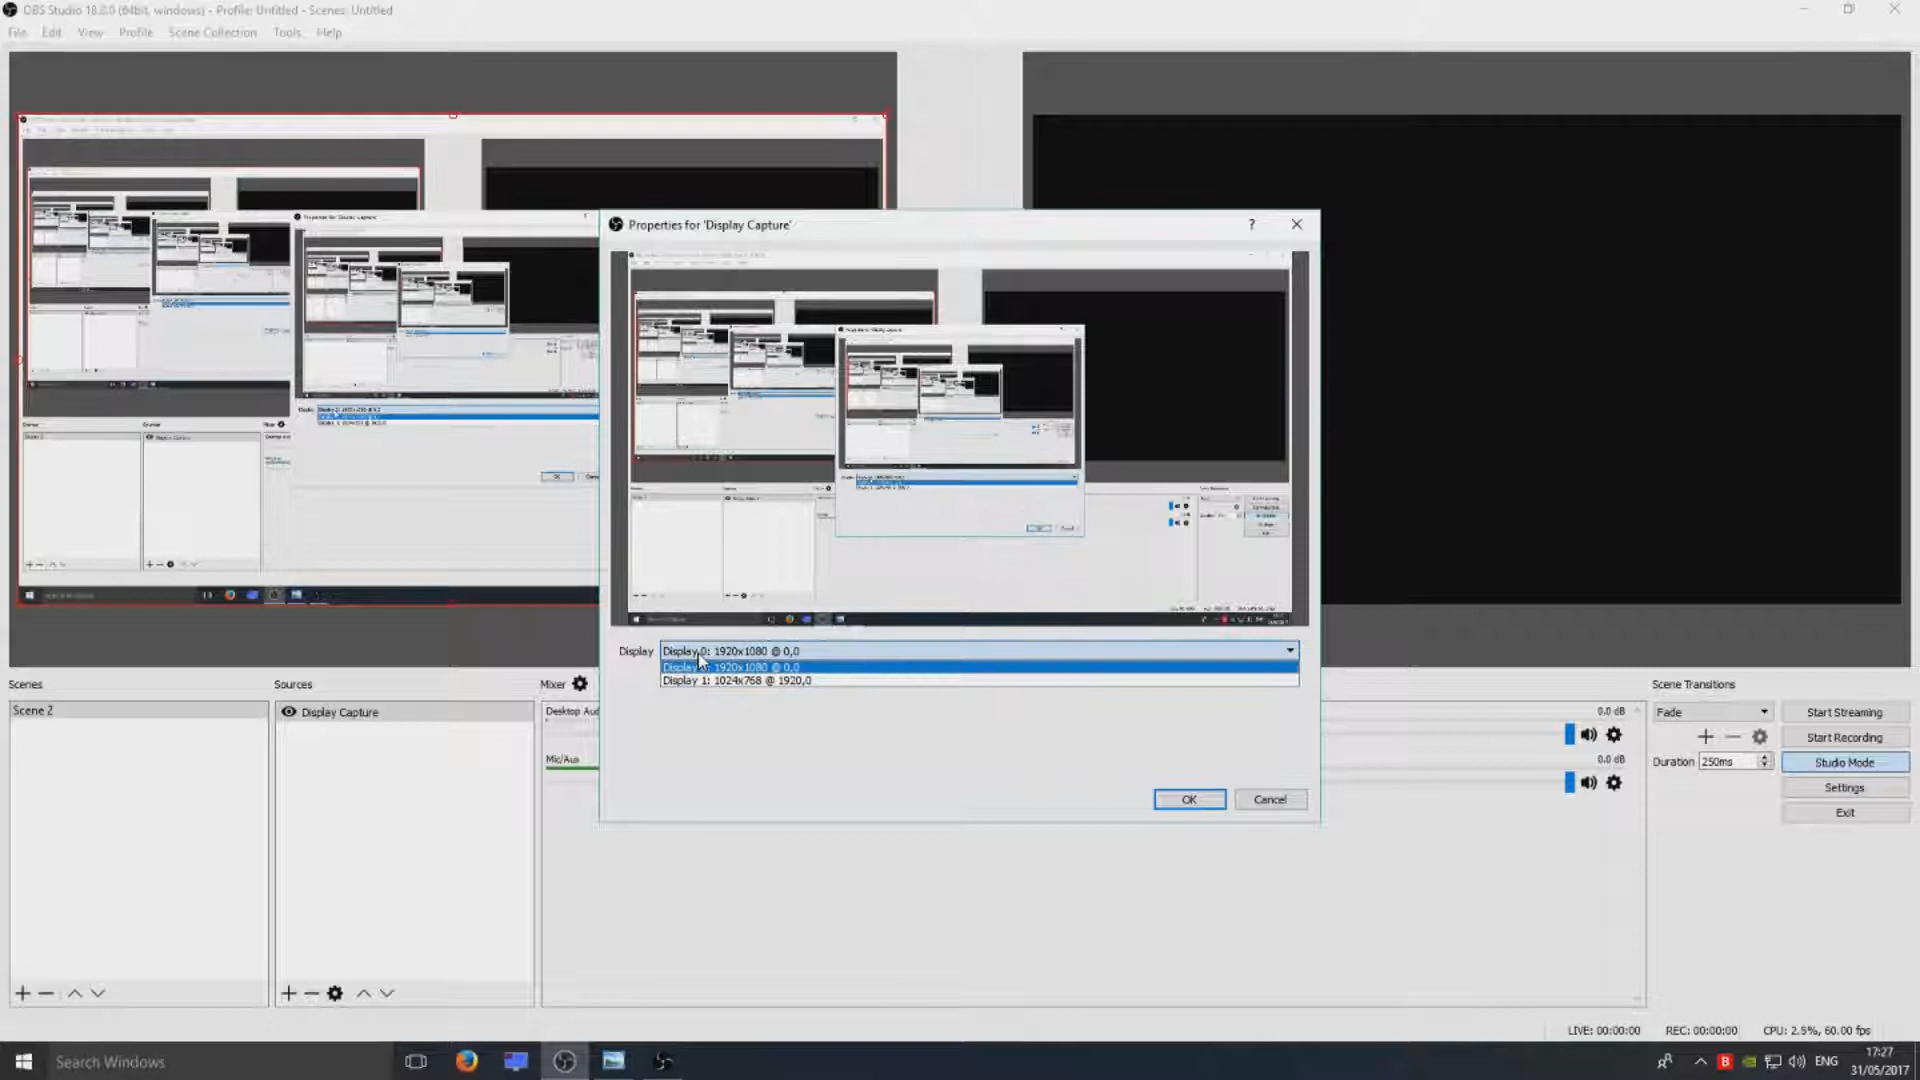 OBS Studio 18.0.0 (64bit, windows) - Profile: Untitled - Scenes: Untitled
File Edit View Profile Scene Collection Tools Help
Properties for 'Display Capture'
?
Display Display 0: 1920x1080 @ 0,0
Display 0: 1920x1080 @ 0,0
Display 1: 1024x768 @ 1920,0
OK Cancel
Scenes
Scene 2
Sources
Display Capture
Mixer
Desktop Aud
0.0 dB
Mic/Aux
0.0 dB
Scene Transitions
Fade
Duration 250ms
Start Streaming
Start Recording
Studio Mode
Settings
Exit
LIVE: 00:00:00 REC: 00:00:00 CPU: 2.5%, 60.00 fps
Search Windows
B
ENG
17:27
31/05/2017